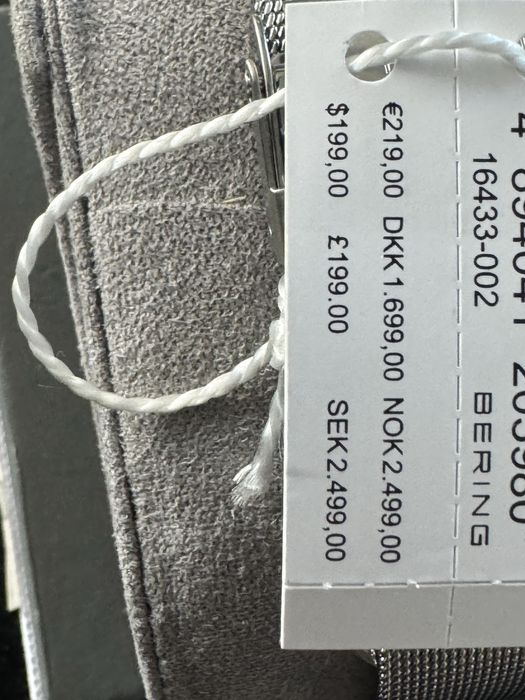 16433-002 BERING
€219,00 DKK1.699,00 NOK2.499,00
$199,00 £199.00 SEK2.499,00